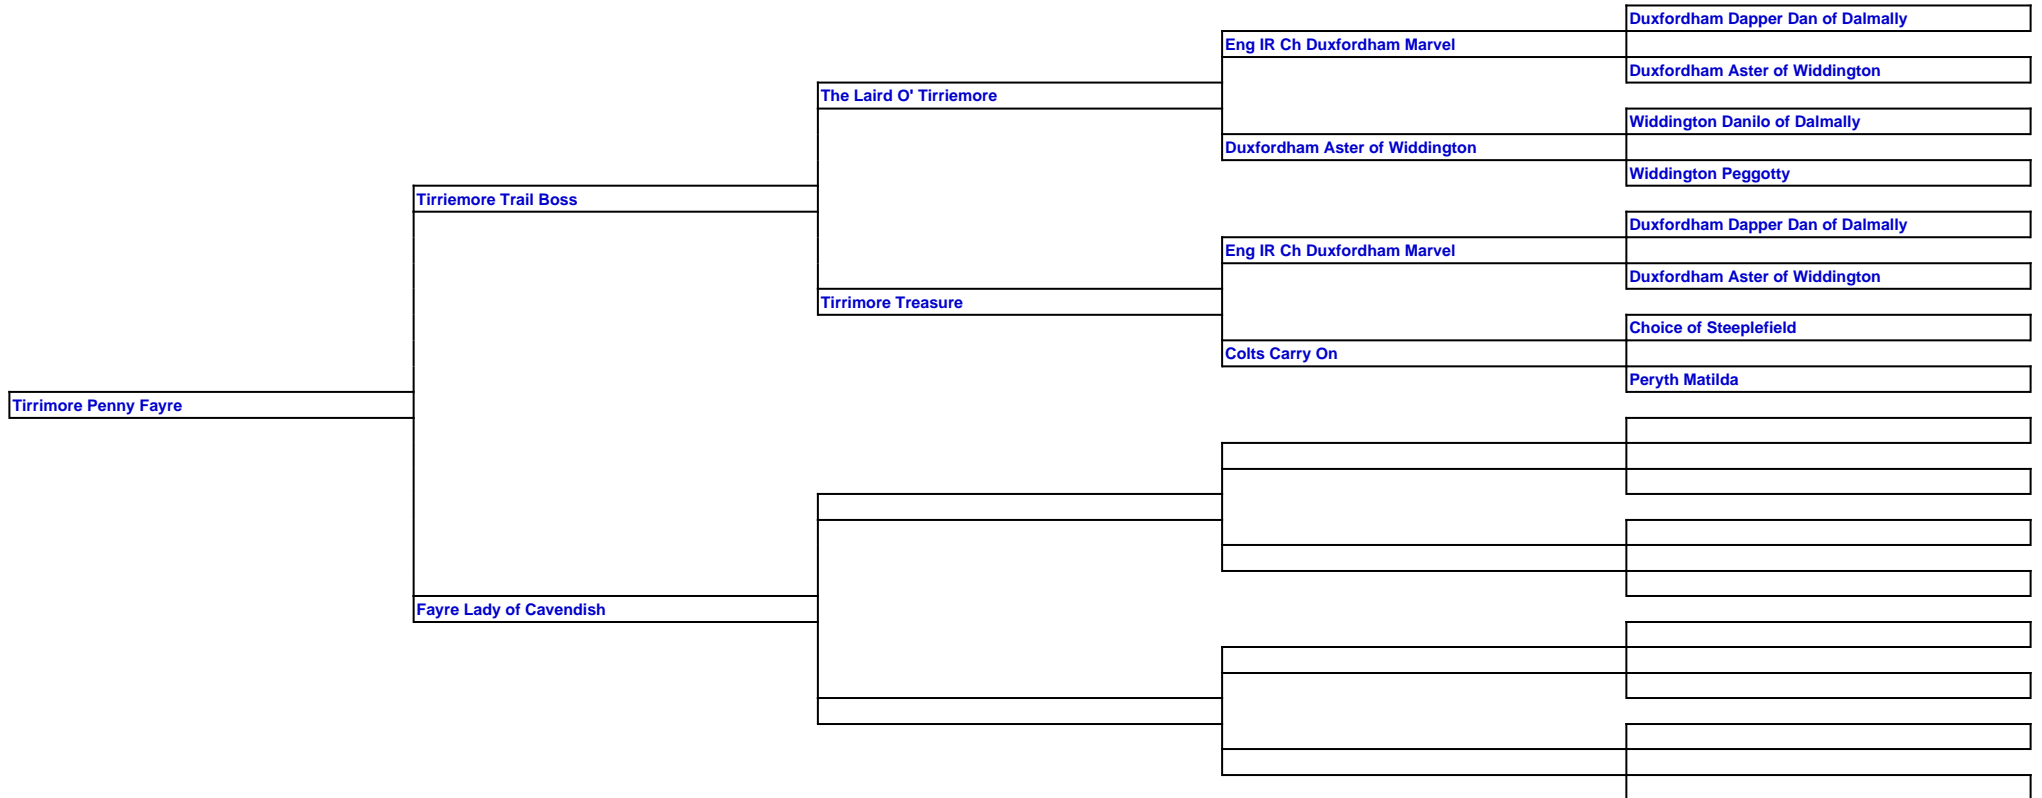 Duxfordham Dapper Dan of Dalmally
Eng IR Ch Duxfordham Marvel
Duxfordham Aster of Widdington
The Laird O' Tirriemore
Widdington Danilo of Dalmally
Duxfordham Aster of Widdington
Widdington Peggotty
Tirriemore Trail Boss
Duxfordham Dapper Dan of Dalmally
Eng IR Ch Duxfordham Marvel
Duxfordham Aster of Widdington
Tirrimore Treasure
Choice of Steeplefield
Colts Carry On
Peryth Matilda
Tirrimore Penny Fayre
Fayre Lady of Cavendish